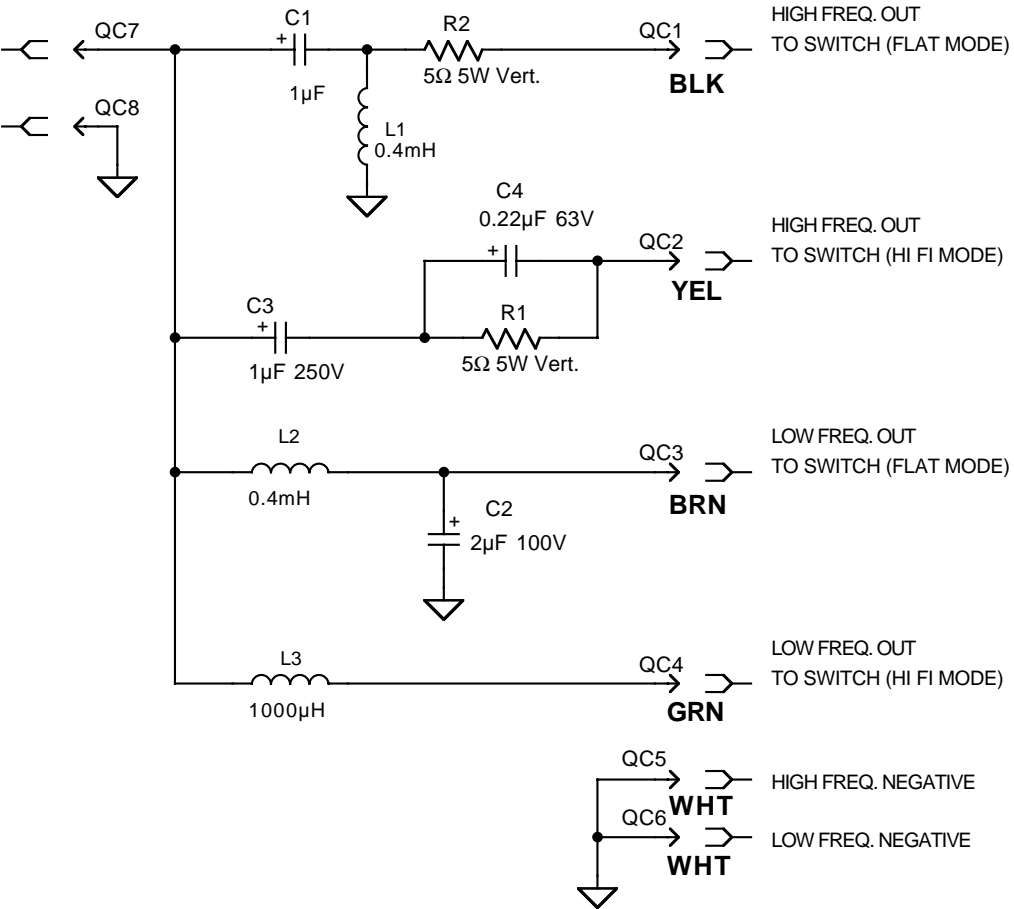 QC7
C1
+
1µF
R2
5Ω 5W Vert.
QC1
BLK
HIGH FREQ. OUT
TO SWITCH (FLAT MODE)
QC8
L1
0.4mH
C4
0.22µF 63V
+
QC2
YEL
HIGH FREQ. OUT
TO SWITCH (HI FI MODE)
C3
+
1µF 250V
R1
5Ω 5W Vert.
L2
0.4mH
QC3
BRN
LOW FREQ. OUT
TO SWITCH (FLAT MODE)
C2
+
2µF 100V
L3
1000µH
QC4
GRN
LOW FREQ. OUT
TO SWITCH (HI FI MODE)
QC5
WHT
HIGH FREQ. NEGATIVE
QC6
WHT
LOW FREQ. NEGATIVE